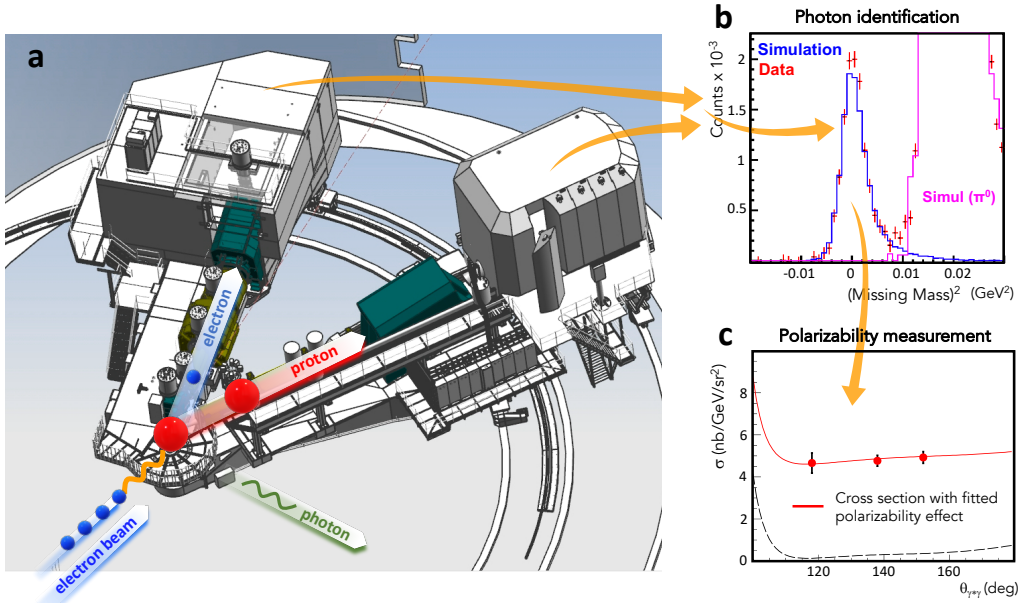 a
electron
proton
electron beam
photon
b
Photon identification
Simulation
Data
Simul (π⁰)
Counts x 10⁻³
2
1.5
1
0.5
-0.01
0
0.01
0.02
(Missing Mass)² (GeV²)
c
Polarizability measurement
σ (nb/GeV/sr²)
8
6
4
2
0
Cross section with fitted
polarizability effect
120
140
160
θγ*γ (deg)